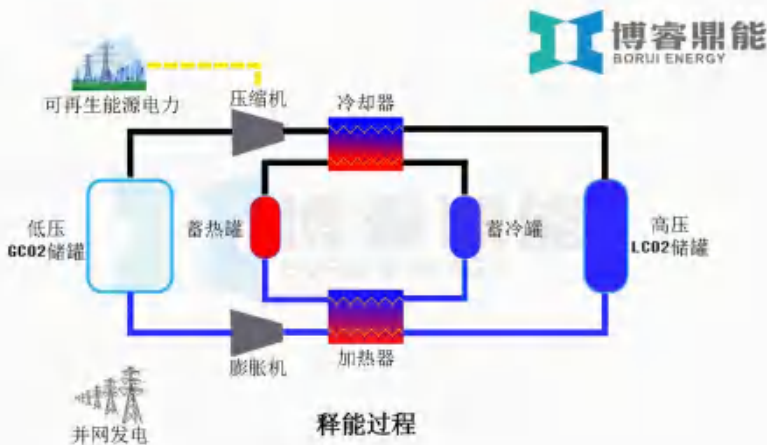 博睿鼎能
BORUI ENERGY
可再生能源电力
压缩机
冷却器
低压
GCO2储罐
蓄热罐
蓄冷罐
高压
LCO2储罐
膨胀机
加热器
并网发电
释能过程